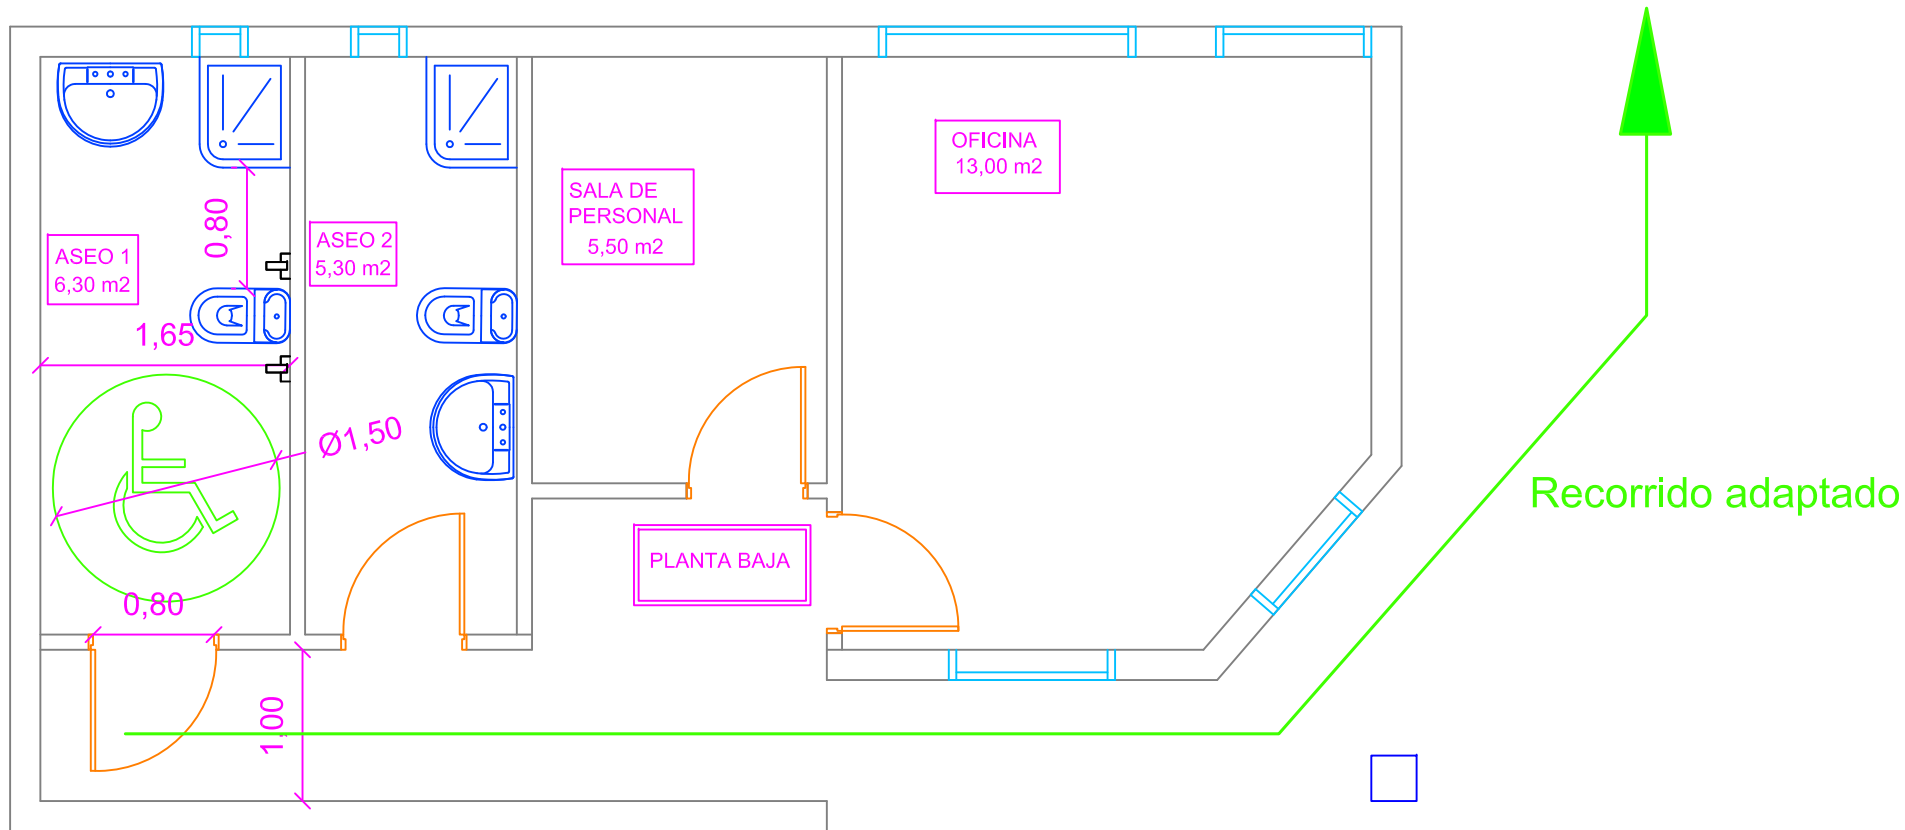 OFICINA
13,00 m2
SALA DE
PERSONAL
5,50 m2
0,80
ASEO 1
6,30 m2
ASEO 2
5,30 m2
1,65
Ø1,50
Recorrido adaptado
PLANTA BAJA
0,80
1,00